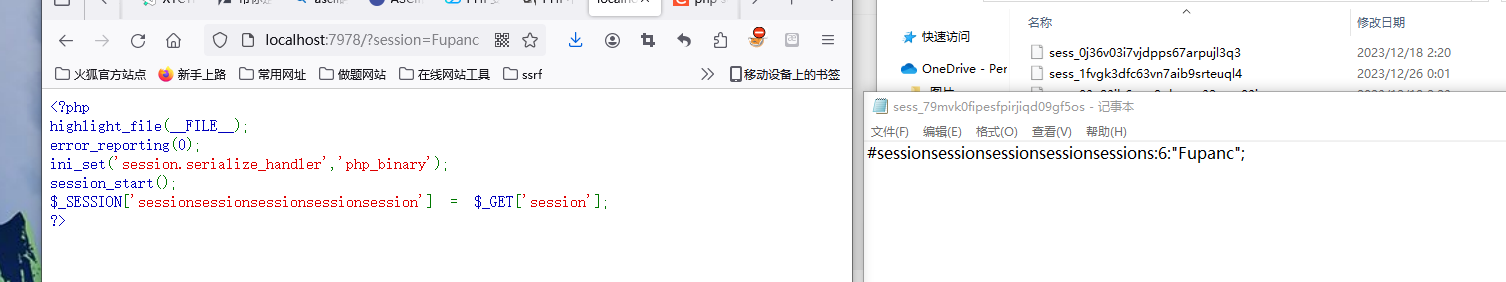 localhost:7978/?session=Fupanc
火狐官方站点 新手上路 常用网址 做题网站 在线网站工具 ssrf 移动设备上的书签
<?php
highlight_file(__FILE__);
error_reporting(0);
ini_set('session.serialize_handler','php_binary');
session_start();
$_SESSION['sessionsessionsessionsessionsession'] = $_GET['session'];
?>
名称 修改日期
快速访问
OneDrive - Per
sess_0j36v03i7vjdpps67arpujl3q3 2023/12/18 2:20
sess_1fvgk3dfc63vn7aib9srteuql4 2023/12/26 0:01
sess_79mvk0fipesfpirjiqd09gf5os - 记事本
文件(F) 编辑(E) 格式(O) 查看(V) 帮助(H)
#sessionsessionsessionsessionsessions:6:"Fupanc";